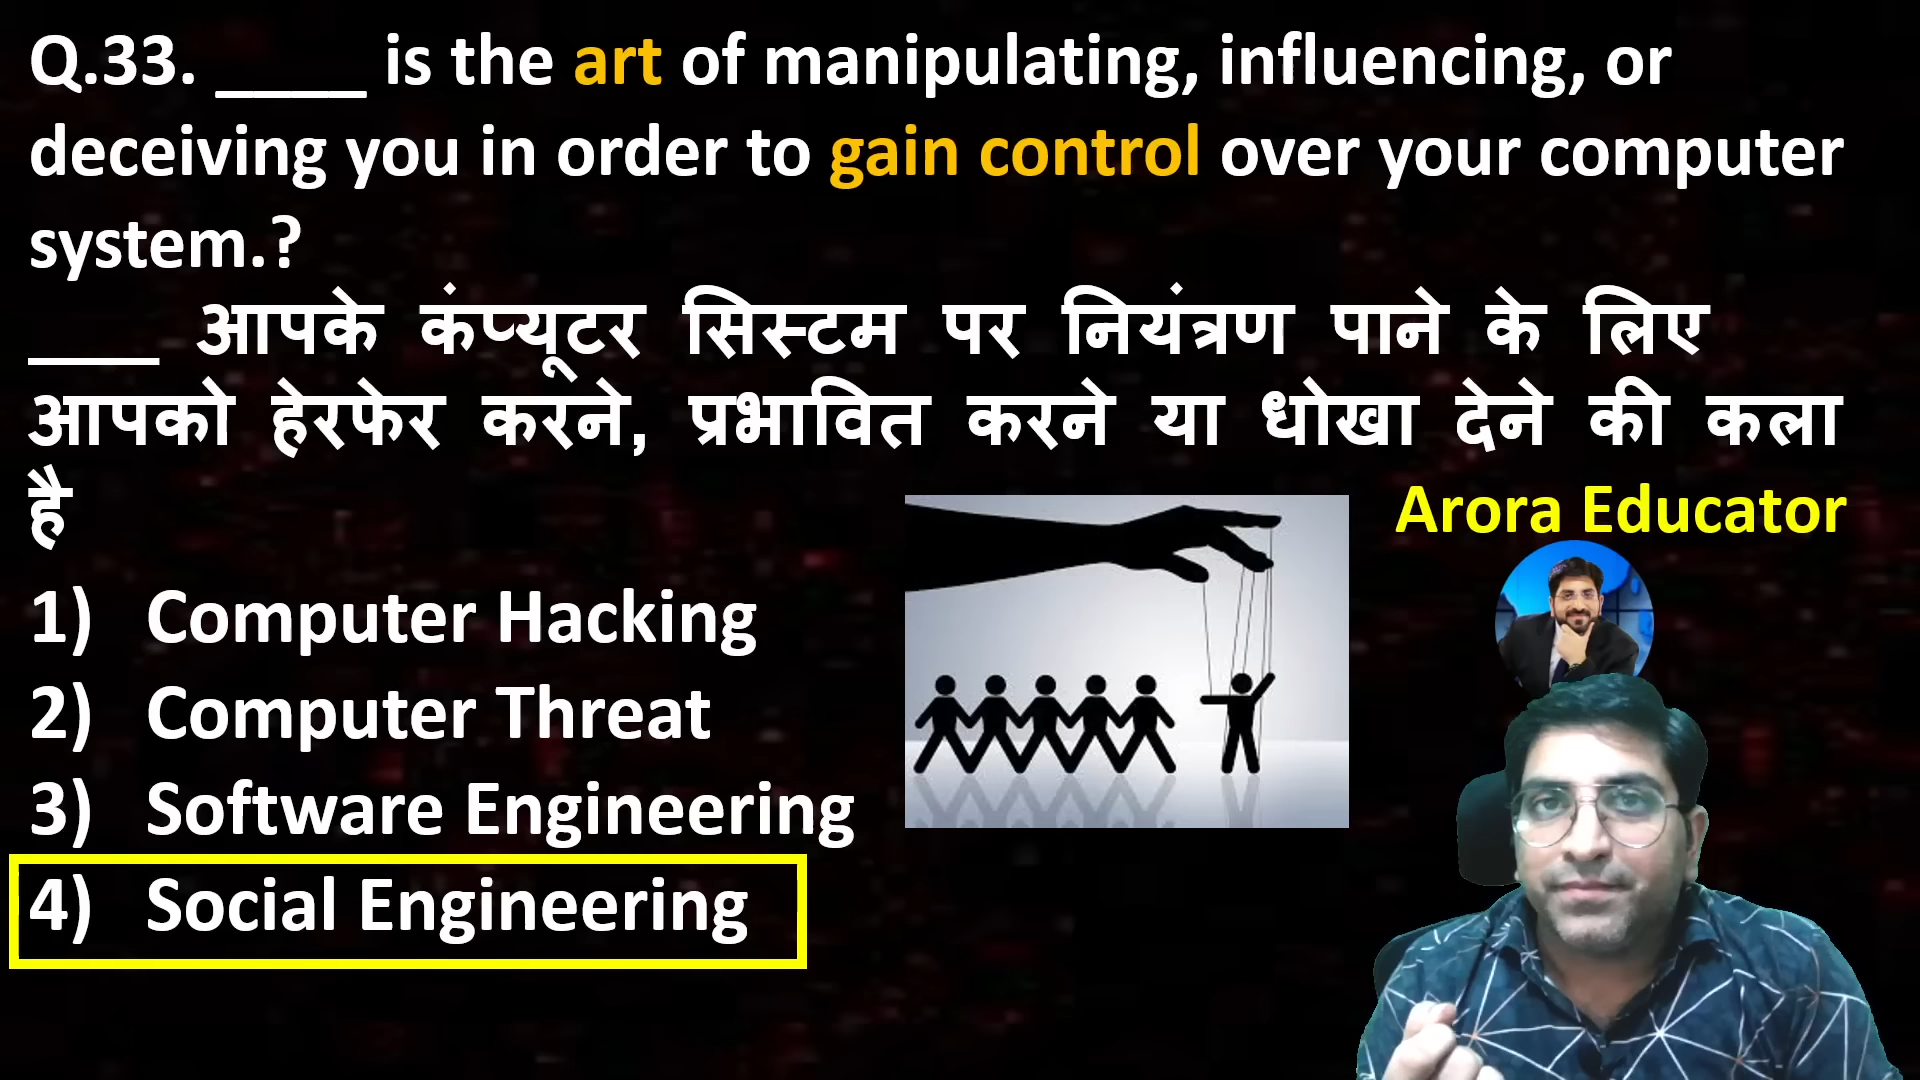 Q.33. ____ is the art of manipulating, influencing, or
deceiving you in order to gain control over your computer
system.?
___ आपके कंप्यूटर सिस्टम पर नियंत्रण पाने के लिए
आपको हेरफेर करने, प्रभावित करने या धोखा देने की कला
है
Arora Educator
1) Computer Hacking
2) Computer Threat
3) Software Engineering
4) Social Engineering